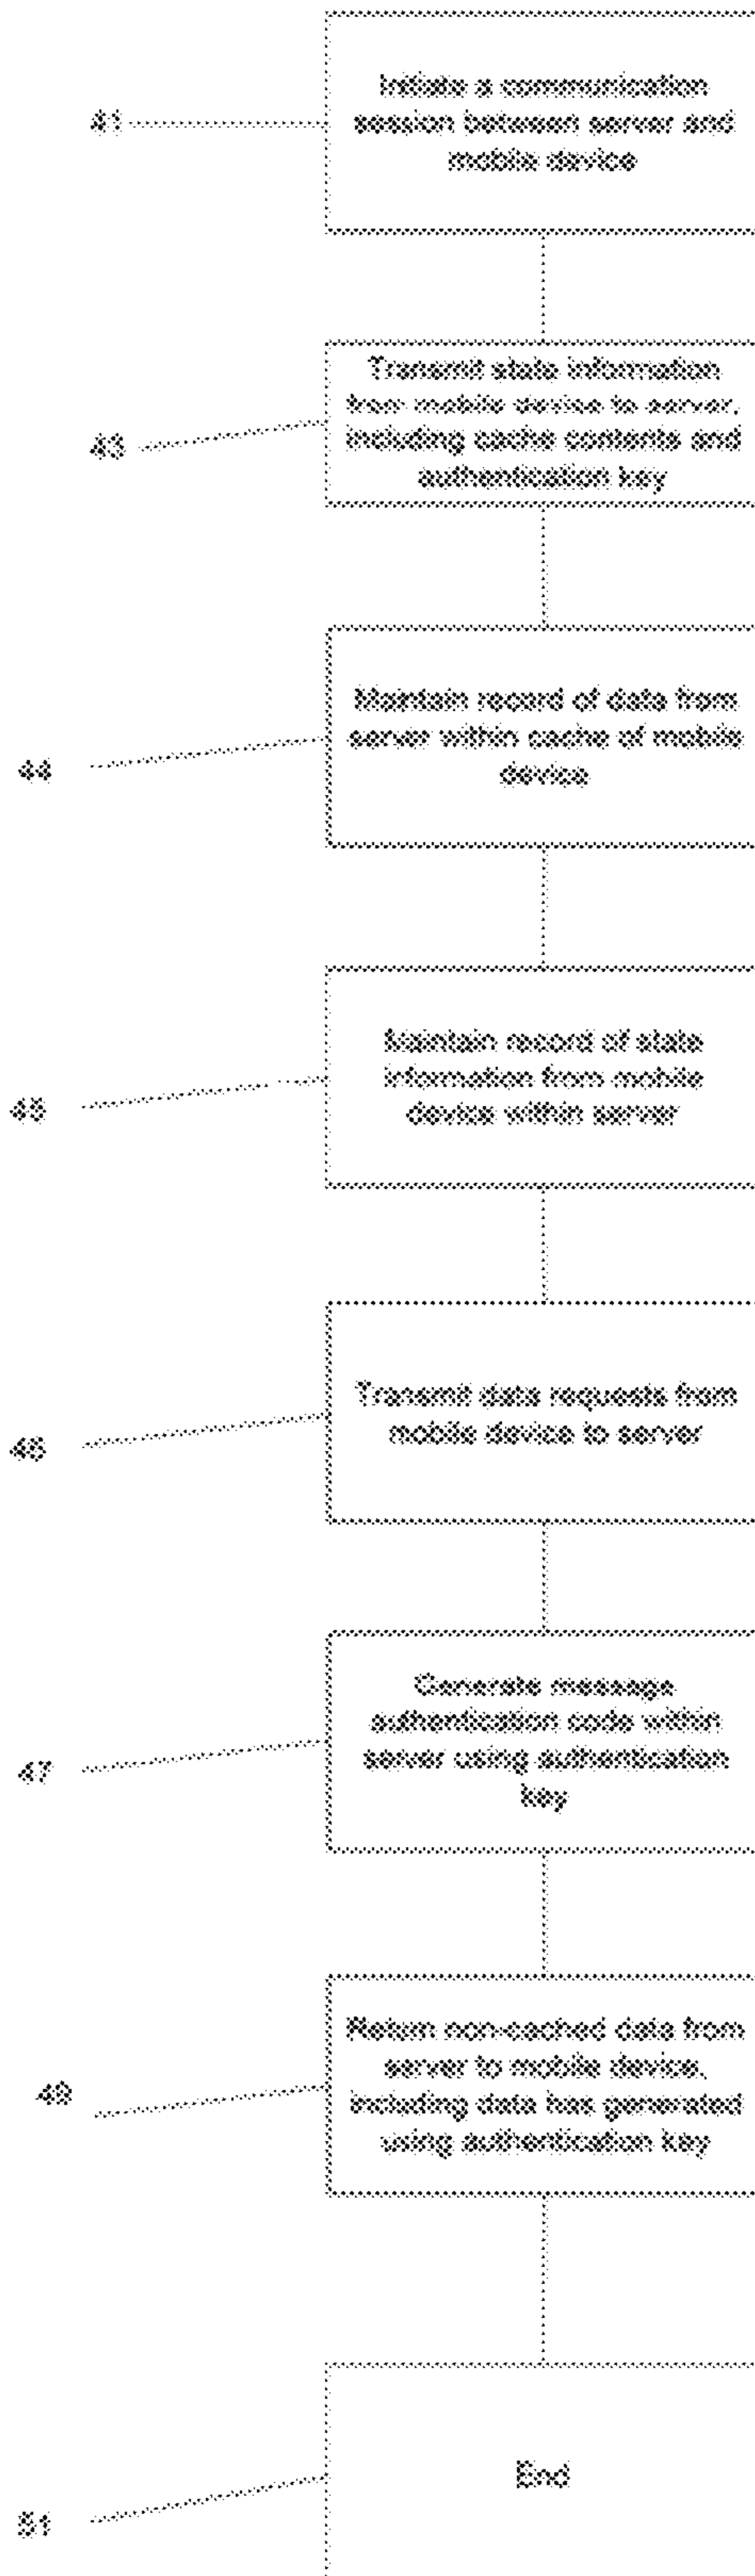 41
Initiate a communication
session between server and
mobile device
43
Transmit state information
from mobile device to server,
including cache contents and
authentication key
44
Maintain record of data from
server within cache of mobile
device
45
Maintain record of state
information from mobile
device within server
Transmit data requests from
mobile device to server
47
Generate message
authentication code within
server using authentication
key
49
Return non-cached data from
server to mobile device,
including data has generated
using authentication key
51
End